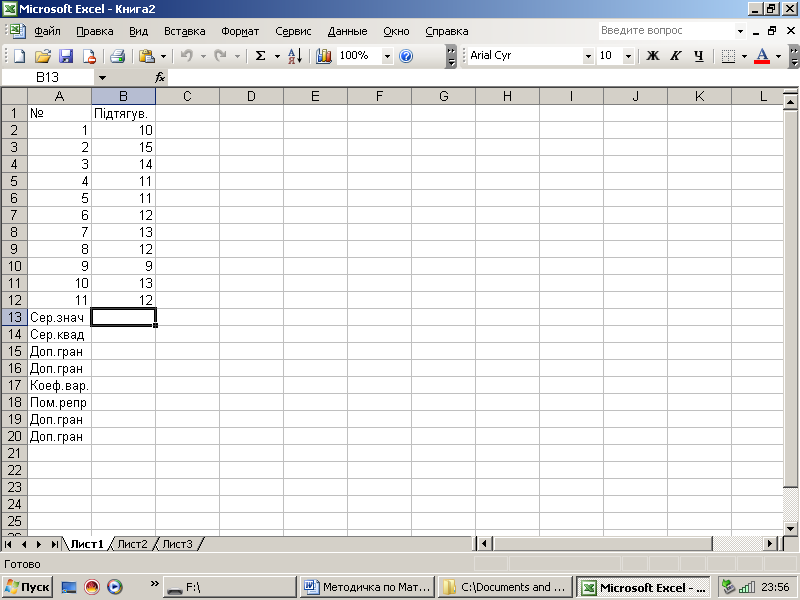 Microsoft Excel - Книга2
Файл Правка Вид Вставка Формат Сервис Данные Окно Справка Введите вопрос
Σ 100% Arial Cyr 10 Ж К Ч А
B13 fx
A B C D E F G H I J K L
1 № Підтягув.
2 1 10
3 2 15
4 3 14
5 4 11
6 5 11
7 6 12
8 7 13
9 8 12
10 9 9
11 10 13
12 11 12
13 Сер.знач
14 Сер.квад
15 Доп.гран
16 Доп.гран
17 Коеф.вар.
18 Пом.репр
19 Доп.гран
20 Доп.гран
21
22
23
24
25
26
Лист1 Лист2 Лист3
Готово
Пуск » F:\ Методичка по Мат... C:\Documents and ... Microsoft Excel - ... 23:56